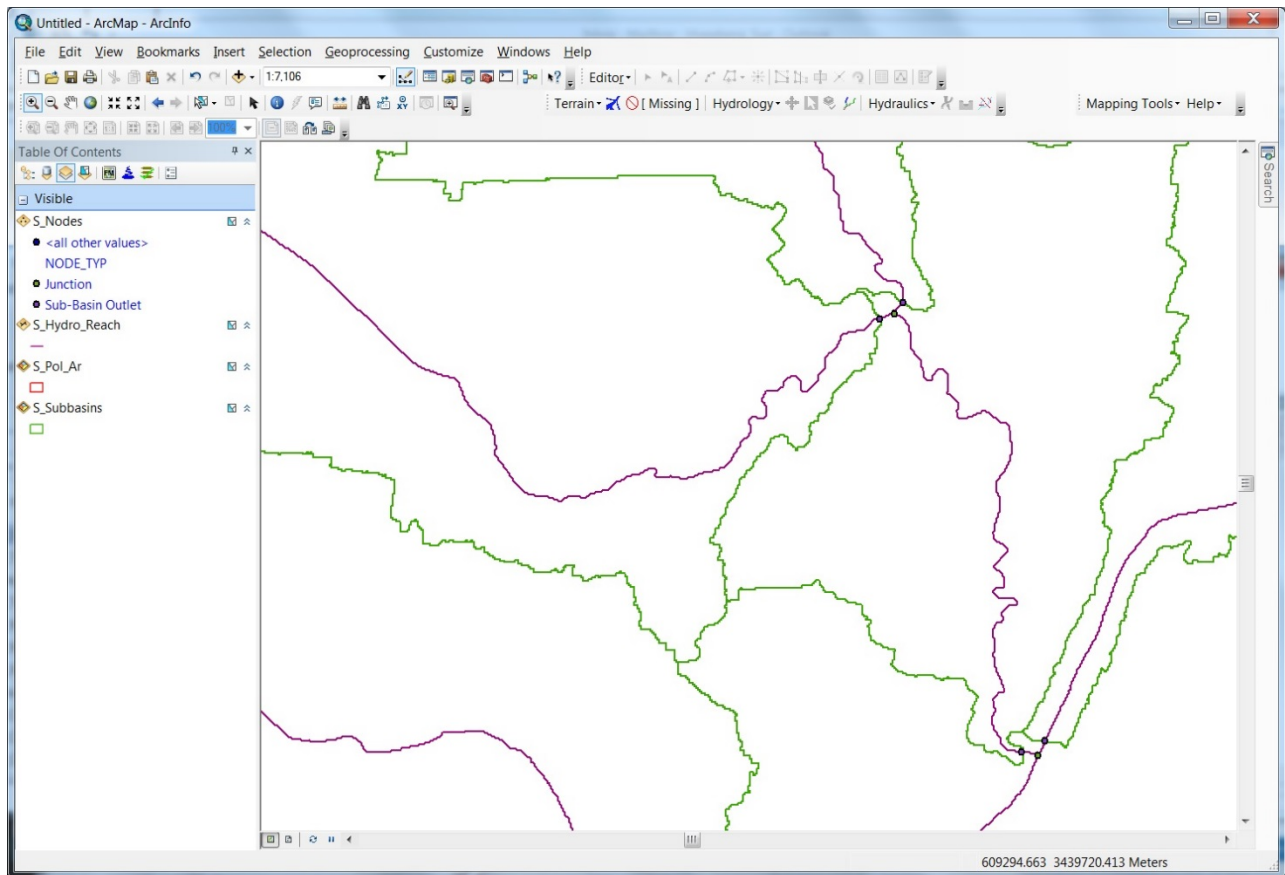 Untitled - ArcMap - ArcInfo
File Edit View Bookmarks Insert Selection Geoprocessing Customize Windows Help
1:7,106 Editor
Terrain [ Missing ] Hydrology Hydraulics Mapping Tools Help
100%
Table Of Contents
Search
Visible
S_Nodes
<all other values>
NODE_TYP
Junction
Sub-Basin Outlet
S_Hydro_Reach
S_Pol_Ar
S_Subbasins
609294.663 3439720.413 Meters